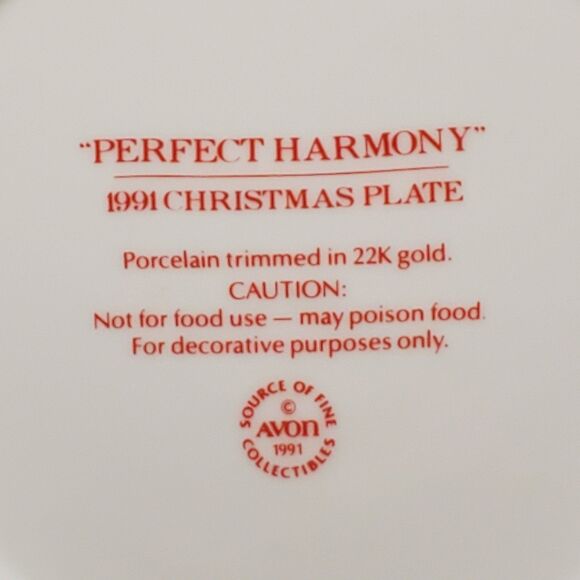 "PERFECT HARMONY"
1991 CHRISTMAS PLATE
Porcelain trimmed in 22K gold.
CAUTION:
Not for food use — may poison food.
For decorative purposes only.
SOURCE OF FINE
©
AVON
1991
COLLECTIBLES